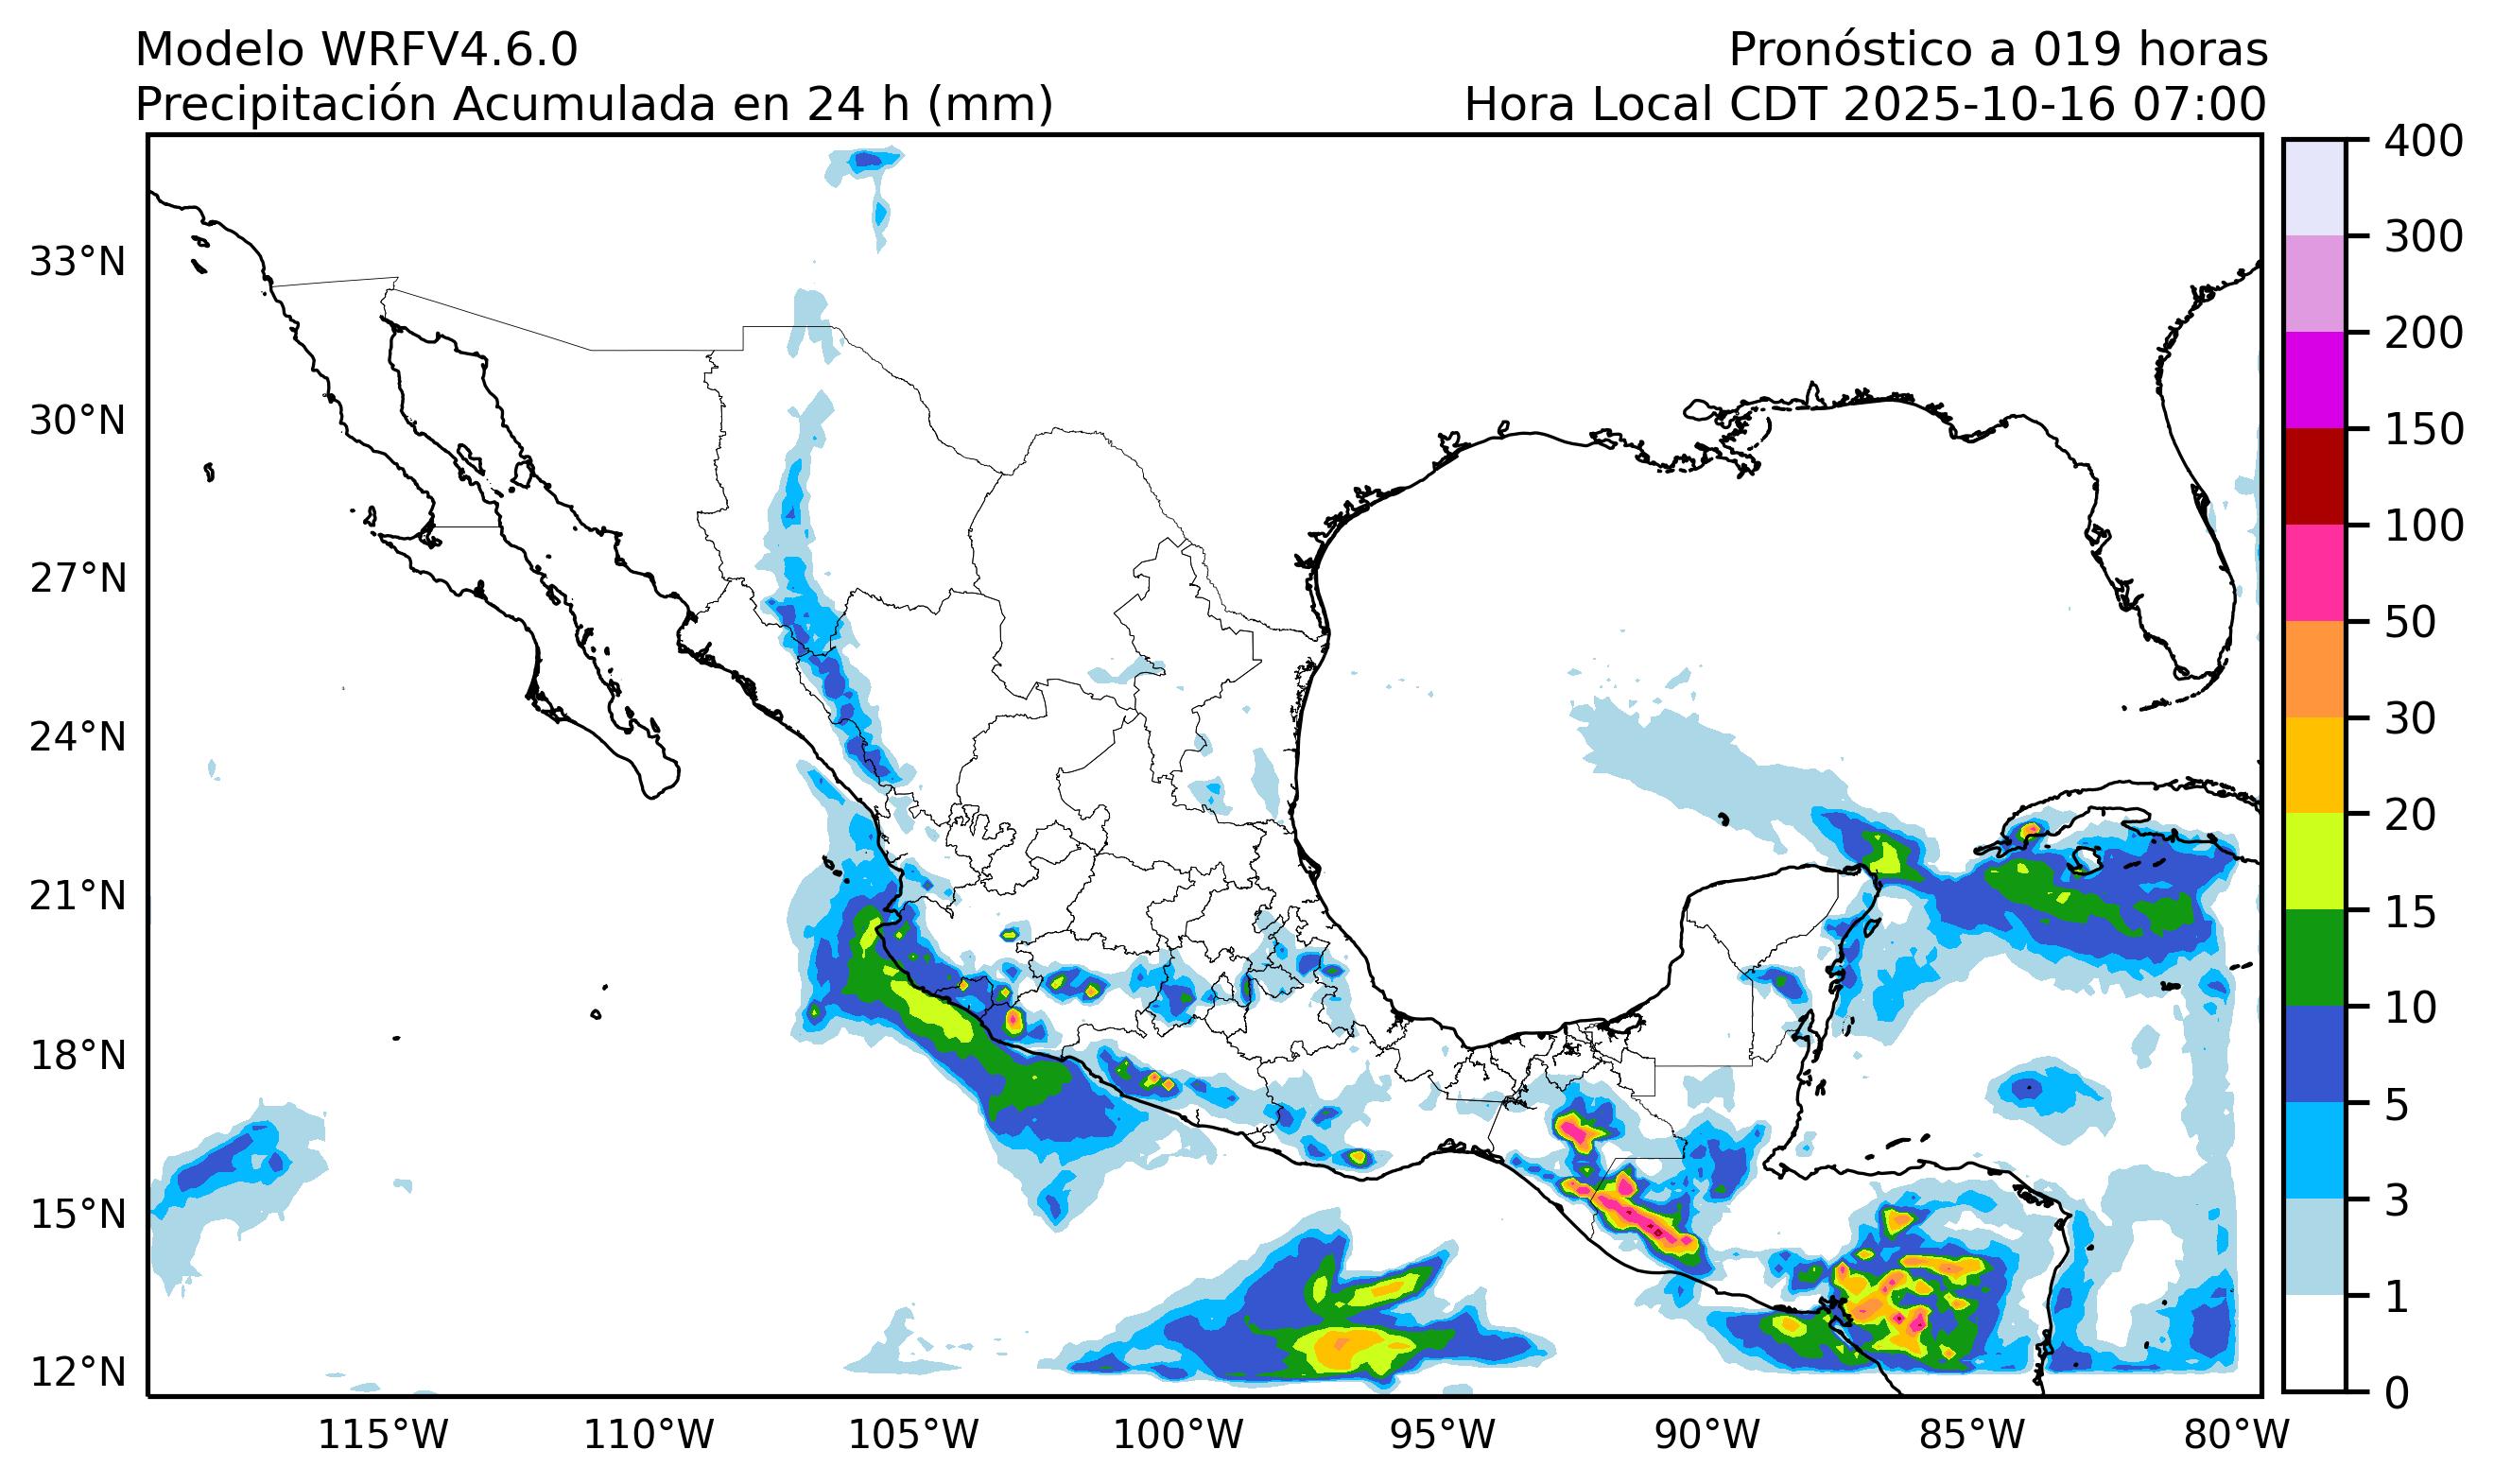 Modelo WRFV4.6.0
Pronóstico a 019 horas
Precipitación Acumulada en 24 h (mm)
Hora Local CDT 2025-10-16 07:00
33°N
30°N
27°N
24°N
21°N
18°N
15°N
12°N
115°W
110°W
105°W
100°W
95°W
90°W
85°W
80°W
400
300
200
150
100
50
30
20
15
10
5
3
1
0